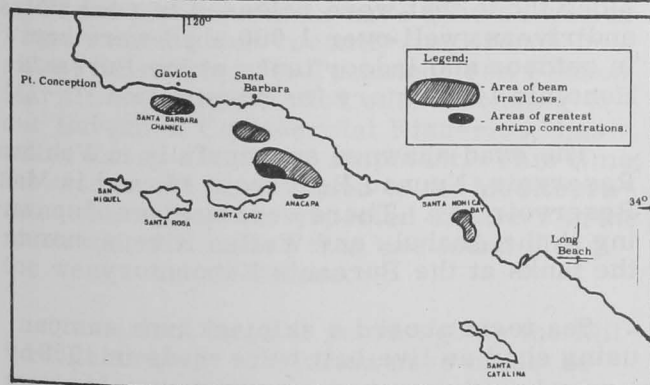 120°
Legend:
Area of beam
trawl tows.
Areas of greatest
shrimp concentrations.
Pt. Conception
Gaviota
Santa
Barbara
SANTA BARBARA
CHANNEL
SAN
MIQUEL
SANTA ROSA
SANTA CRUZ
ANACAPA
SANTA MONICA
BAY
34°
Long
Beach
SANTA
CATALINA